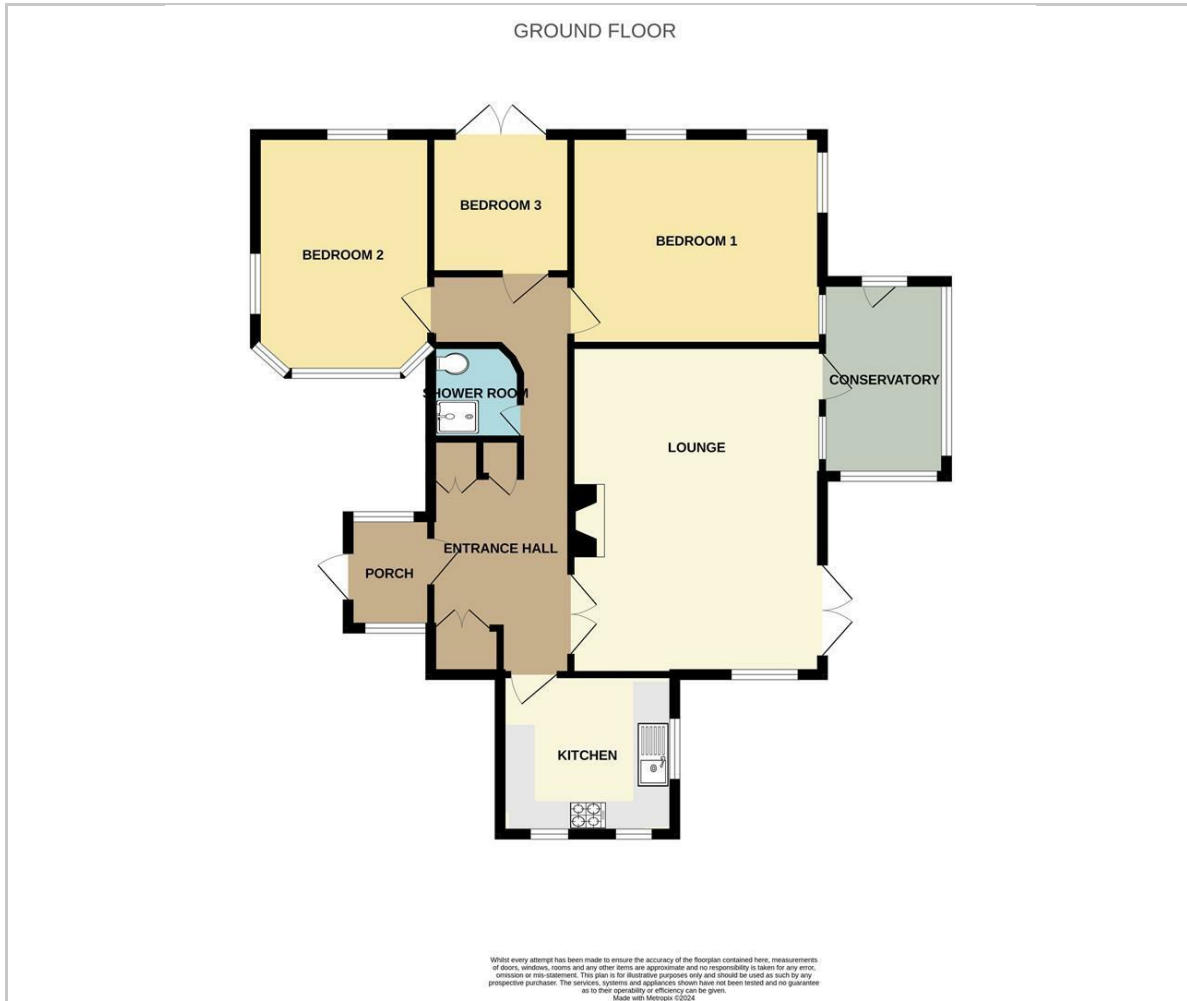 GROUND FLOOR
BEDROOM 3
BEDROOM 1
BEDROOM 2
CONSERVATORY
SHOWER ROOM
LOUNGE
ENTRANCE HALL
PORCH
KITCHEN
Whilst every attempt has been made to ensure the accuracy of the floorplan contained here, measurements
of doors, windows, rooms and any other items are approximate and no responsibility is taken for any error,
omission or mis-statement. This plan is for illustrative purposes only and should be used as such by any
prospective purchaser. The services, systems and appliances shown have not been tested and no guarantee
as to their operability or efficiency can be given.
Made with Metropix ©2024